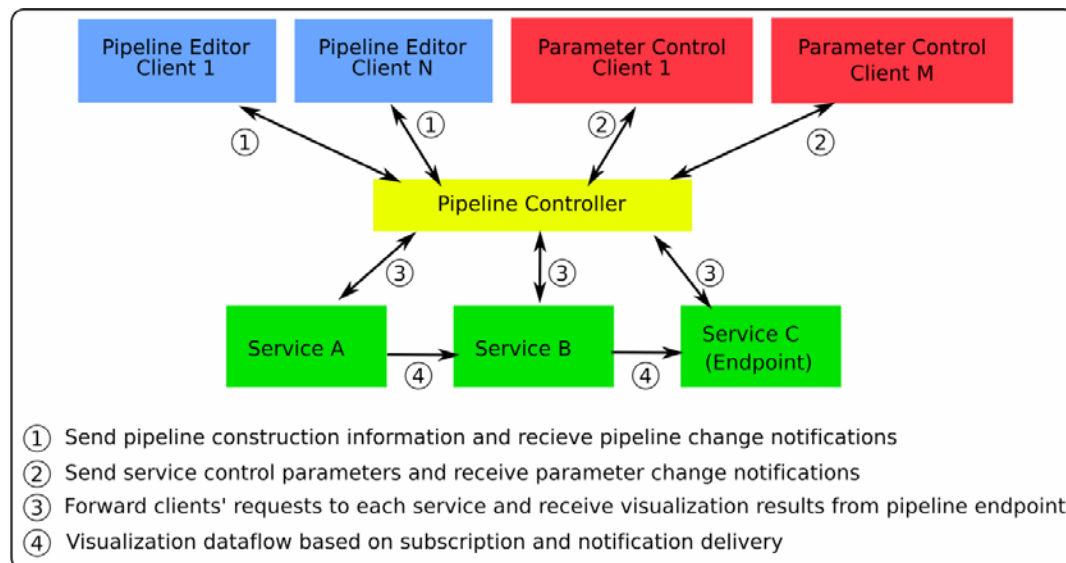 Pipeline Editor
Client 1
Pipeline Editor
Client N
Parameter Control
Client 1
Parameter Control
Client M
1
1
2
2
Pipeline Controller
3
3
3
Service A
Service B
Service C
(Endpoint)
4
4
1 Send pipeline construction information and recieve pipeline change notifications
2 Send service control parameters and receive parameter change notifications
3 Forward clients' requests to each service and receive visualization results from pipeline endpoint
4 Visualization dataflow based on subscription and notification delivery